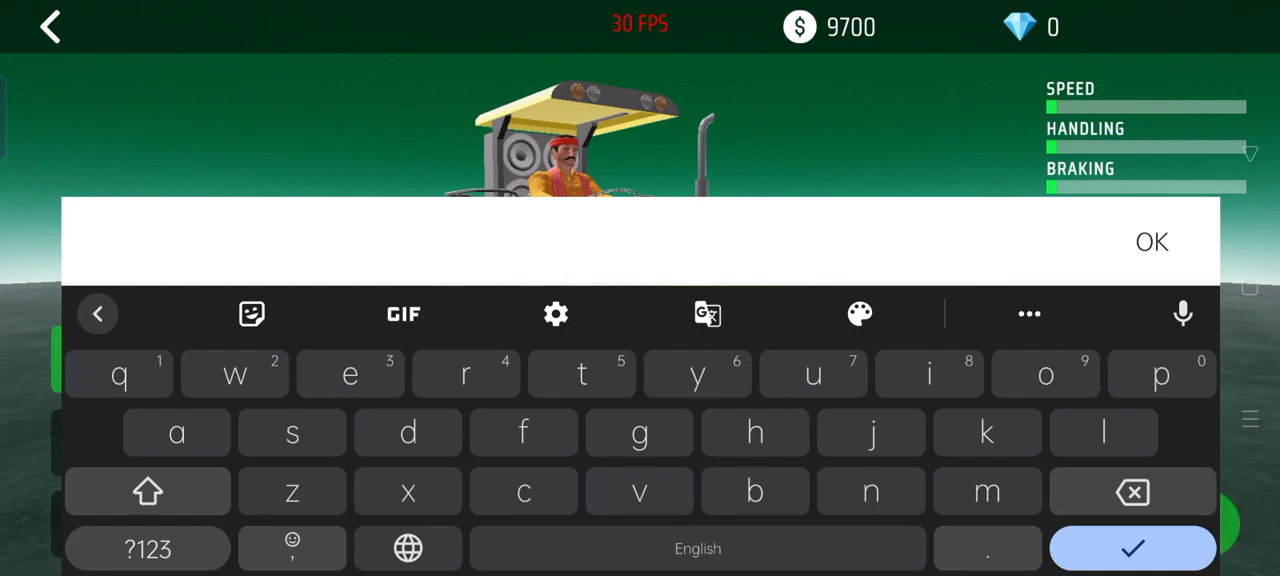 30 FPS
$ 9700
0
SPEED
HANDLING
BRAKING
OK
GIF
q 1 w 2 e 3 r 4 t 5 y 6 u 7 i 8 o 9 p 0
a s d f g h j k l
z x c v b n m
?123 , English .